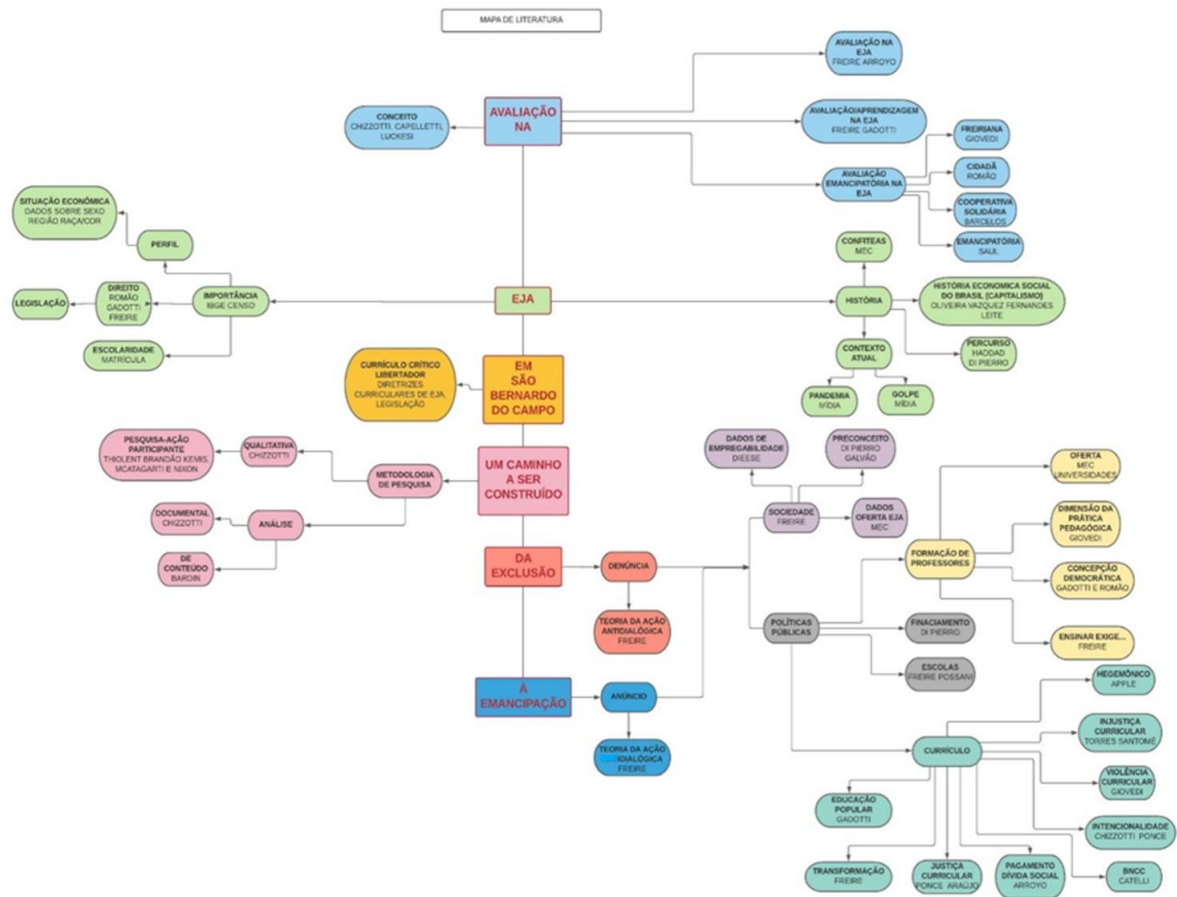 MAPA DE LITERATURA
AVALIAÇÃO NA
EJA
FREIRE ARROYO
CONCEITO
CHIZZOTTI, CAPELLETTI,
LUCKESI
AVALIAÇÃO
NA
AVALIAÇÃO/APRENDIZAGEM
NA EJA
FREIRE GADOTTI
FREIRIANA
GIOVEDI
AVALIAÇÃO
EMANCIPATÓRIA NA
EJA
CIDADÃ
ROMÃO
COOPERATIVA
SOLIDÁRIA
BARCELOS
EMANCIPATÓRIA
SAUL
SITUAÇÃO ECONÔMICA
DADOS SOBRE SEXO
REGIÃO RAÇA/COR
PERFIL
LEGISLAÇÃO
DIREITO
ROMÃO
GADOTTI
FREIRE
IMPORTÂNCIA
IBGE CENSO
ESCOLARIDADE
MATRÍCULA
EJA
CONFITEAS
MEC
HISTÓRIA
HISTÓRIA ECONOMICA SOCIAL
DO BRASIL (CAPITALISMO)
OLIVEIRA VAZQUEZ FERNANDES
LEITE
CONTEXTO
ATUAL
PERCURSO
HADDAD
DI PIERRO
PANDEMIA
MÍDIA
GOLPE
MÍDIA
CURRÍCULO CRÍTICO
LIBERTADOR
DIRETRIZES
CURRICULARES DE EJA,
LEGISLAÇÃO
EM
SÃO
BERNARDO
DO CAMPO
PESQUISA-AÇÃO
PARTICIPANTE
THIOLENT BRANDÃO KEMIS,
MCATAGARTI E NIXON
QUALITATIVA
CHIZZOTTI
METODOLOGIA
DE PESQUISA
UM CAMINHO
A SER
CONSTRUÍDO
DOCUMENTAL
CHIZZOTTI
ANÁLISE
DE
CONTEÚDO
BARDIN
DADOS DE
EMPREGABILIDADE
DIEESE
PRECONCEITO
DI PIERRO
GALVÃO
SOCIEDADE
FREIRE
DADOS
OFERTA EJA
MEC
OFERTA
MEC
UNIVERSIDADES
DIMENSÃO DA
PRÁTICA
PEDAGÓGICA
GIOVEDI
FORMAÇÃO DE
PROFESSORES
CONCEPÇÃO
DEMOCRÁTICA
GADOTTI E ROMÃO
ENSINAR EXIGE...
FREIRE
DA
EXCLUSÃO
DENÚNCIA
TEORIA DA AÇÃO
ANTIDIALÓGICA
FREIRE
POLÍTICAS
PÚBLICAS
FINACIAMENTO
DI PIERRO
ESCOLAS
FREIRE POSSANI
À
EMANCIPAÇÃO
ANÚNCIO
TEORIA DA AÇÃO
DIALÓGICA
FREIRE
HEGEMÔNICO
APPLE
CURRÍCULO
INJUSTIÇA
CURRICULAR
TORRES SANTOMÉ
VIOLÊNCIA
CURRICULAR
GIOVEDI
EDUCAÇÃO
POPULAR
GADOTTI
INTENCIONALIDADE
CHIZZOTTI PONCE
TRANSFORMAÇÃO
FREIRE
JUSTIÇA
CURRICULAR
PONCE ARAÚJO
PAGAMENTO
DÍVIDA SOCIAL
ARROYO
BNCC
CATELLI